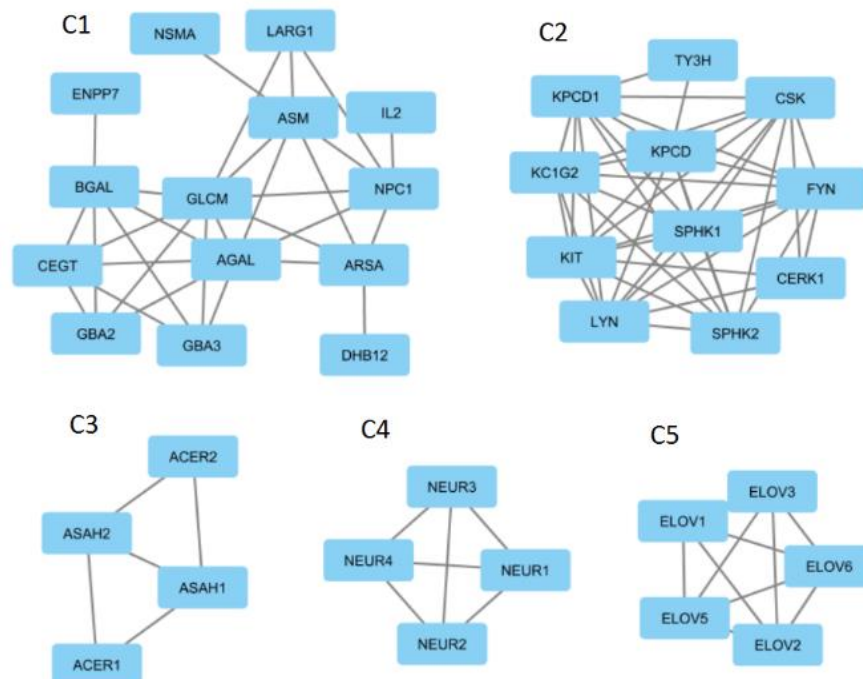 C1
NSMA
LARG1
ENPP7
ASM
IL2
BGAL
GLCM
NPC1
CEGT
AGAL
ARSA
GBA2
GBA3
DHB12
C2
TY3H
KPCD1
CSK
KPCD
KC1G2
FYN
SPHK1
KIT
CERK1
LYN
SPHK2
C3
ACER2
ASAH2
ASAH1
ACER1
C4
NEUR3
NEUR4
NEUR1
NEUR2
C5
ELOV3
ELOV1
ELOV6
ELOV5
ELOV2